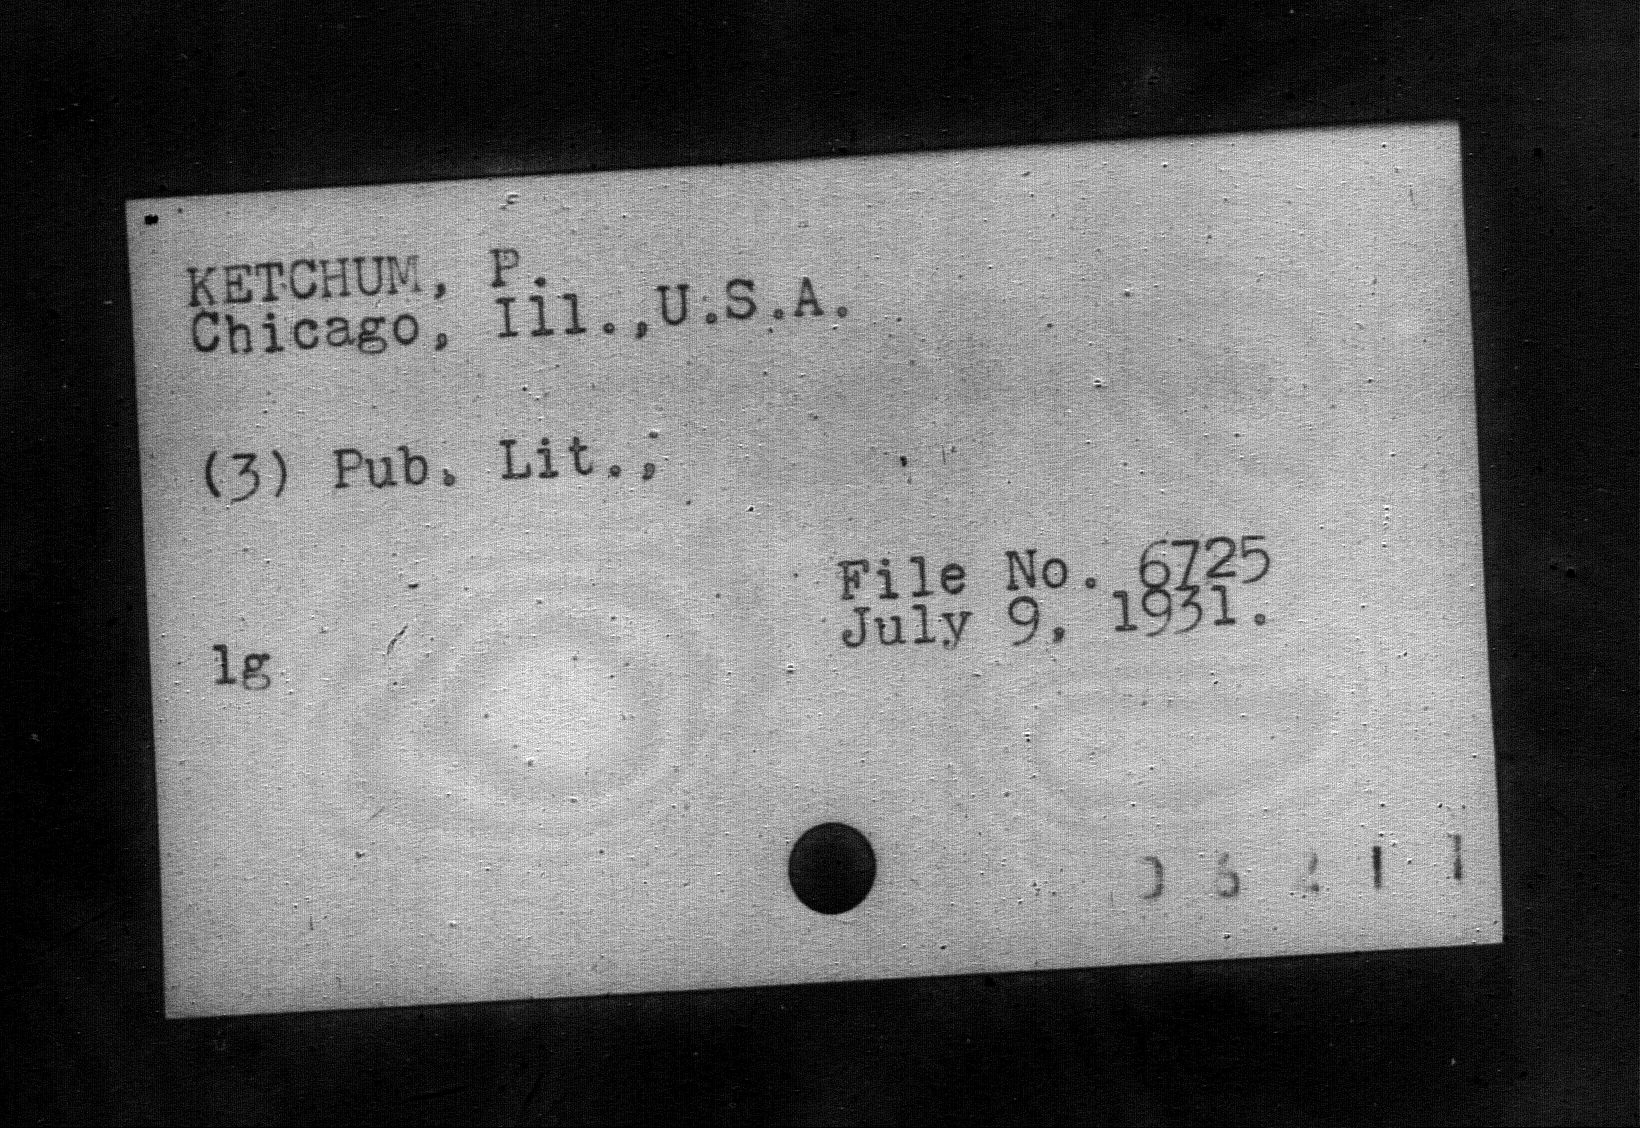 KETCHUM, P.
Chicago, Ill.,U.S.A.
(3) Pub. Lit.,
File No. 6725
July 9, 1931.
lg